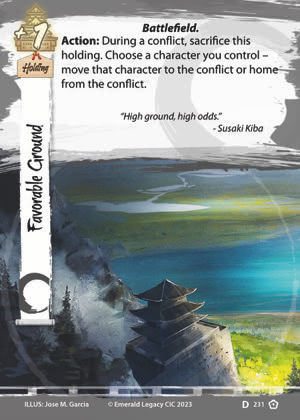 1
Holding
Battlefield.
Action: During a conflict, sacrifice this
holding. Choose a character you control –
move that character to the conflict or home
from the conflict.
"High ground, high odds."
- Susaki Kiba
Favorable Ground
ILLUS: Jose M. Garcia © Emerald Legacy CIC 2023 D 231